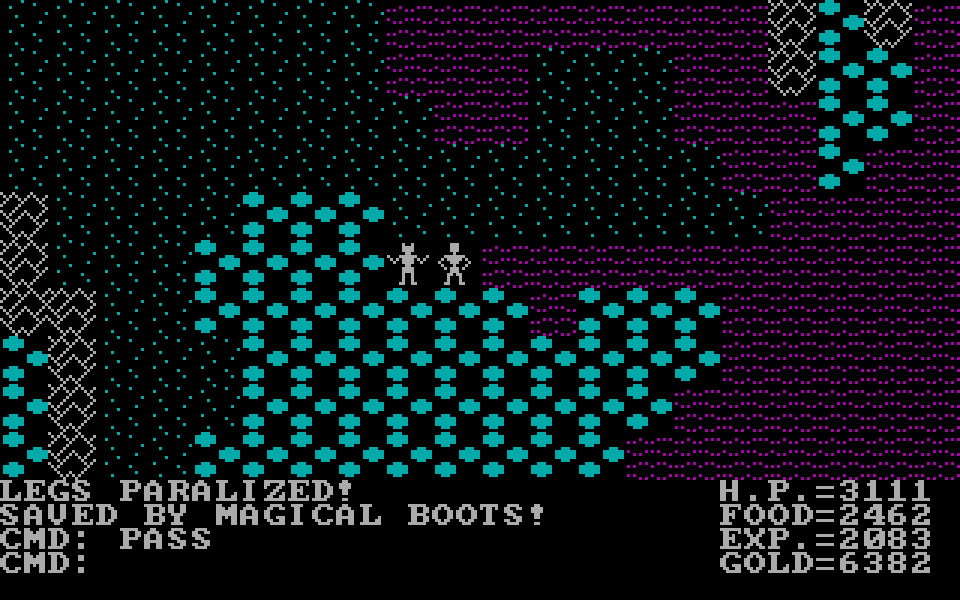 LEGS PARALIZED!
SAVED BY MAGICAL BOOTS!
CMD: PASS
CMD:
H.P.=3111
FOOD=2462
EXP.=2083
GOLD=6382